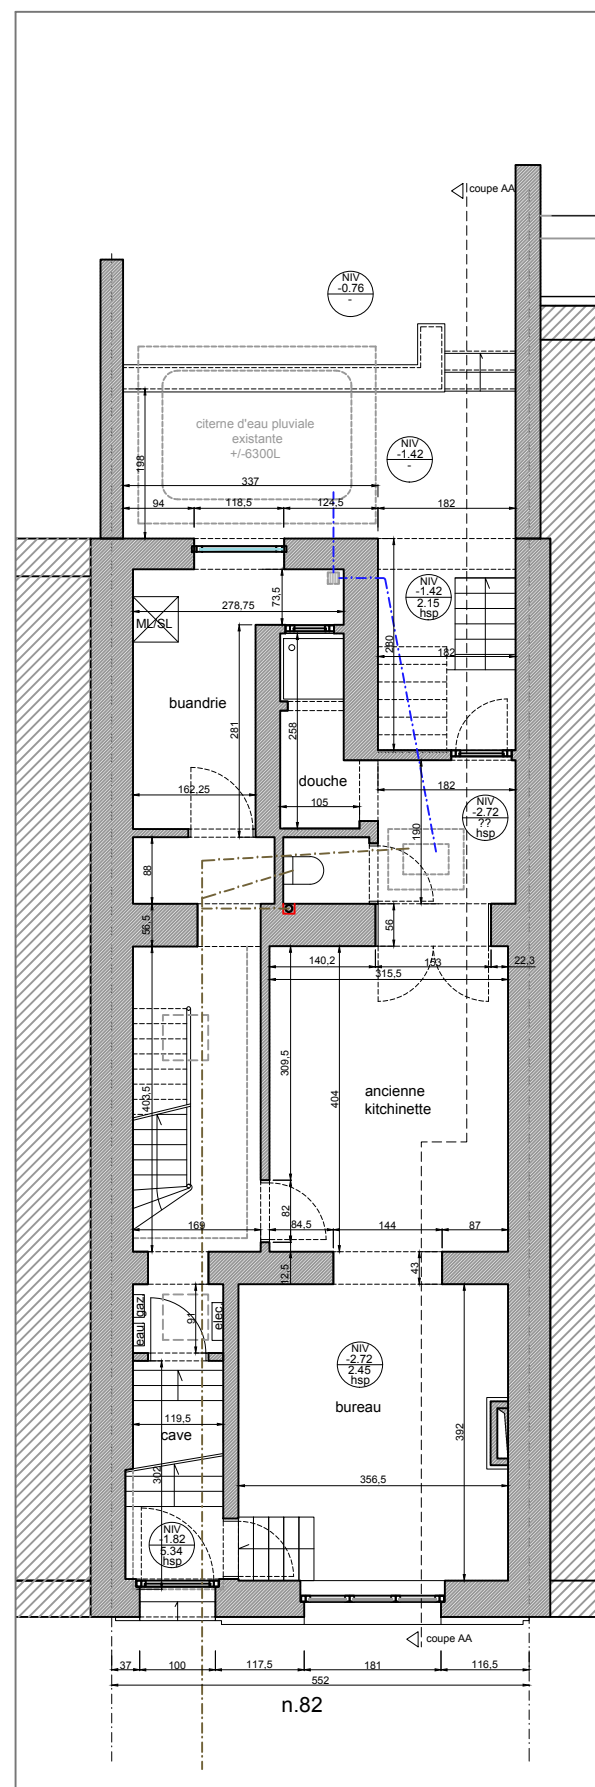 coupe AA
NIV
-0.76
-
citerne d'eau pluviale
existante
+/-6300L
NIV
-1.42
-
198
337
94
118,5
124,5
182
NIV
-1.42
2.15
hsp
73,5
278,75
ML/SL
280
182
buandrie
281
258
douche
162,25
105
182
NIV
-2.72
??
hsp
190
88
56,5
56
140,2
153
22,3
315,5
309,5
404
403,5
ancienne
kitchinette
82
169
84,5
144
87
12,5
43
gaz
eau
elec
91
NIV
-2.72
2.45
hsp
bureau
119,5
cave
392
302
356,5
NIV
-1.82
5.34
hsp
coupe AA
37
100
117,5
181
116,5
552
n.82